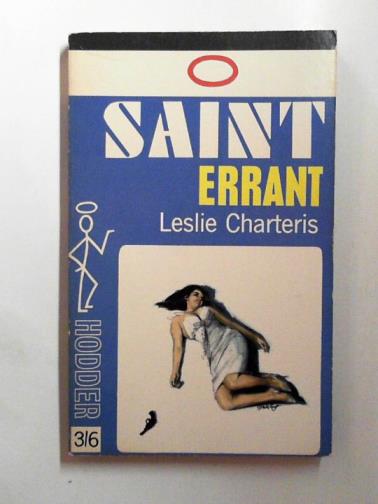 SAINT
ERRANT
Leslie Charteris
HODDER
3/6